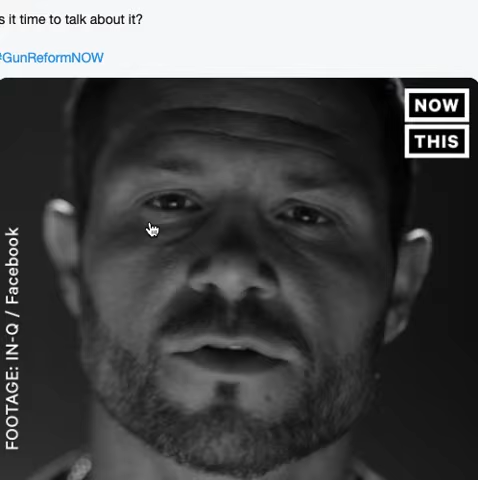 s it time to talk about it?
#GunReformNOW
NOW
THIS
FOOTAGE: IN-Q / Facebook